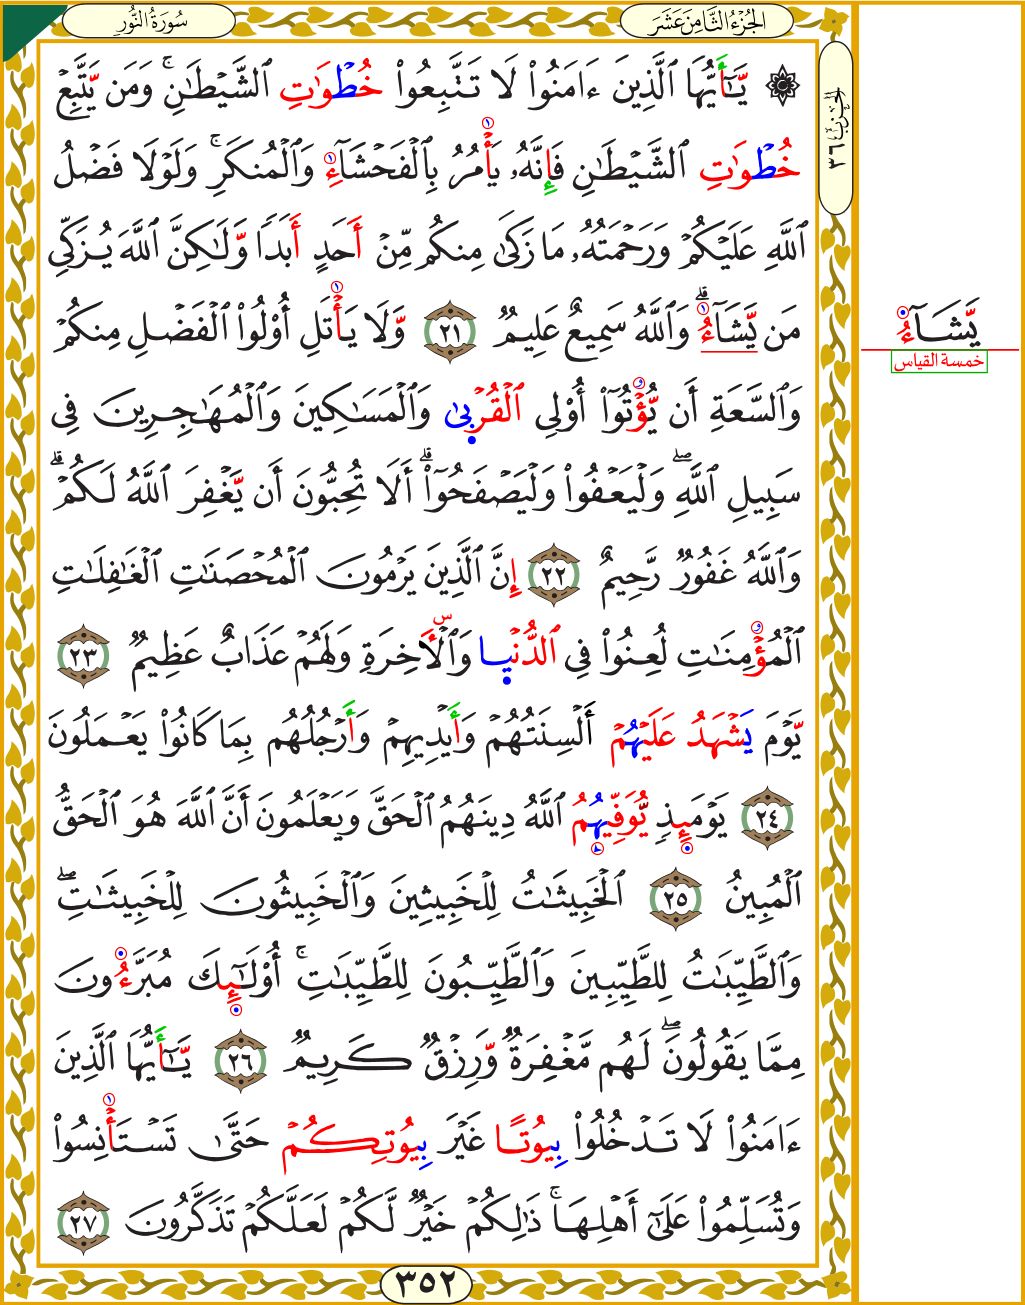 سُورَةُ النُّورِ
الجُزْءُ الثَّامِنَ عَشَرَ
الحِزْبُ ٣٦
۞ يَّـٰٓأَيُّهَا ٱلَّذِينَ ءَامَنُوا۟ لَا تَتَّبِعُوا۟ خُطْوَٰتِ ٱلشَّيْطَـٰنِ ۚ وَمَن يَّتَّبِعْ
خُطْوَٰتِ ٱلشَّيْطَـٰنِ فَإِنَّهُۥ يَأْمُرُ بِٱلْفَحْشَآءِ وَٱلْمُنكَرِ ۚ وَلَوْلَا فَضْلُ
ٱللَّهِ عَلَيْكُمْ وَرَحْمَتُهُۥ مَا زَكَىٰ مِنكُم مِّنْ أَحَدٍ أَبَدًا وَّلَـٰكِنَّ ٱللَّهَ يُزَكِّى
مَن يَّشَآءُ ۗ وَٱللَّهُ سَمِيعٌ عَلِيمٌ ٢١ وَّلَا يَأْتَلِ أُو۟لُوا۟ ٱلْفَضْلِ مِنكُمْ
وَٱلسَّعَةِ أَن يُّؤْتُوٓا۟ أُو۟لِى ٱلْقُرْبىٰ وَٱلْمَسَـٰكِينَ وَٱلْمُهَـٰجِرِينَ فِى
سَبِيلِ ٱللَّهِ ۖ وَلْيَعْفُوا۟ وَلْيَصْفَحُوٓا۟ ۗ أَلَا تُحِبُّونَ أَن يَّغْفِرَ ٱللَّهُ لَكُمْ ۗ
وَٱللَّهُ غَفُورٌ رَّحِيمٌ ٢٢ إِنَّ ٱلَّذِينَ يَرْمُونَ ٱلْمُحْصَنَـٰتِ ٱلْغَـٰفِلَـٰتِ
ٱلْمُؤْمِنَـٰتِ لُعِنُوا۟ فِى ٱلدُّنْيـا وَٱلْـَٔاخِرَةِ وَلَهُمْ عَذَابٌ عَظِيمٌ ٢٣
يَّوْمَ يَشْهَدُ عَلَيْهُمْ أَلْسِنَتُهُمْ وَأَيْدِيهِمْ وَأَرْجُلُهُم بِمَا كَانُوا۟ يَعْمَلُونَ
٢٤ يَوْمَئِذٍ يُّوَفِّيهُمُ ٱللَّهُ دِينَهُمُ ٱلْحَقَّ وَيَعْلَمُونَ أَنَّ ٱللَّهَ هُوَ ٱلْحَقُّ
ٱلْمُبِينُ ٢٥ ٱلْخَبِيثَـٰتُ لِلْخَبِيثِينَ وَٱلْخَبِيثُونَ لِلْخَبِيثَـٰتِ ۖ
وَٱلطَّيِّبَـٰتُ لِلطَّيِّبِينَ وَٱلطَّيِّبُونَ لِلطَّيِّبَـٰتِ ۚ أُو۟لَـٰٓئِكَ مُبَرَّءُونَ
مِمَّا يَقُولُونَ ۖ لَهُم مَّغْفِرَةٌ وَّرِزْقٌ كَرِيمٌ ٢٦ يَّـٰٓأَيُّهَا ٱلَّذِينَ
ءَامَنُوا۟ لَا تَدْخُلُوا۟ بِيُوتًا غَيْرَ بِيُوتِكُمْ حَتَّىٰ تَسْتَأْنِسُوا۟
وَتُسَلِّمُوا۟ عَلَىٰٓ أَهْلِهَا ۚ ذَٰلِكُمْ خَيْرٌ لَّكُمْ لَعَلَّكُمْ تَذَكَّرُونَ ٢٧
٣٥٢
يَّشَآءُ
خمسة القياس